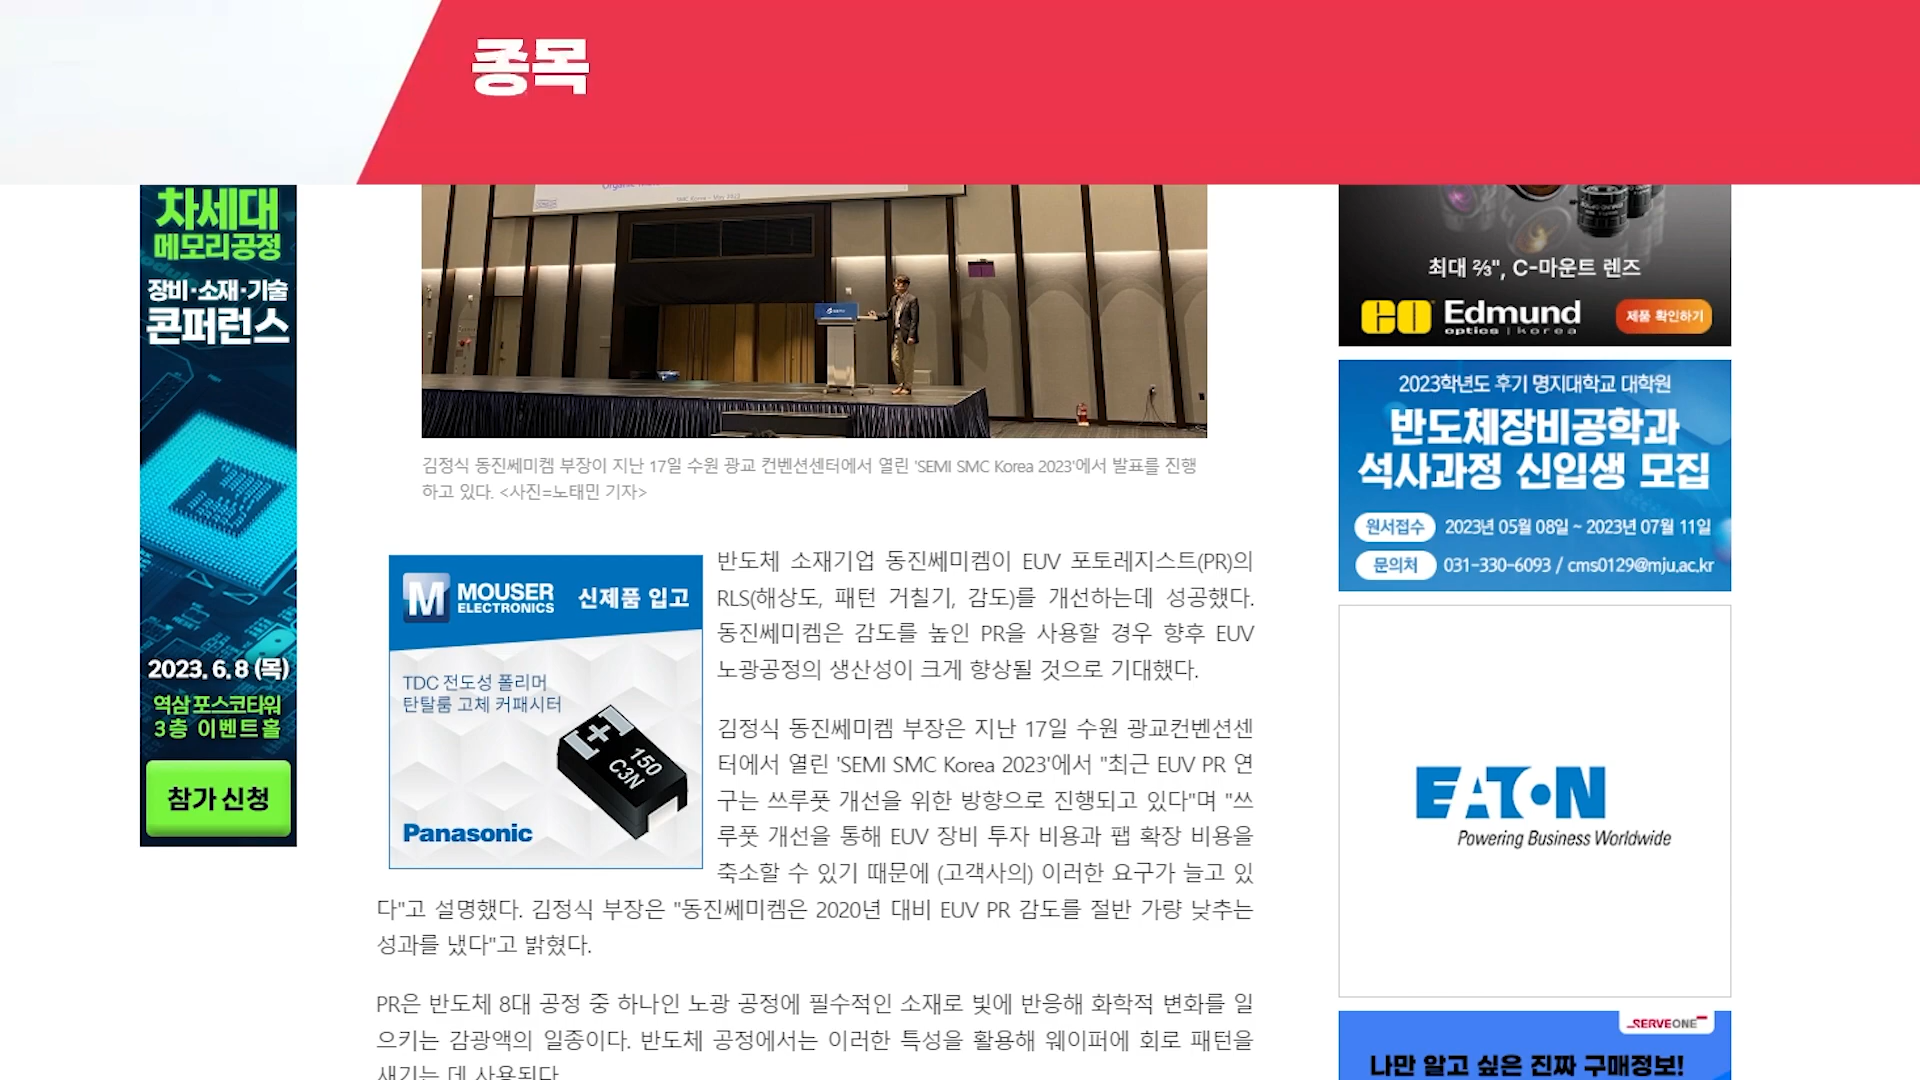 종목
차세대
메모리공정
장비·소재·기술
콘퍼런스
2023. 6. 8 (목)
역삼 포스코타워
3층 이벤트홀
참가 신청
SMC Korea - May 2023
김정식 동진쎄미켐 부장이 지난 17일 수원 광교 컨벤션센터에서 열린 'SEMI SMC Korea 2023'에서 발표를 진행
하고 있다. <사진=노태민 기자>
MOUSER
ELECTRONICS
신제품 입고
TDC 전도성 폴리머
탄탈룸 고체 커패시터
150
C3N
Panasonic
반도체 소재기업 동진쎄미켐이 EUV 포토레지스트(PR)의
RLS(해상도, 패턴 거칠기, 감도)를 개선하는데 성공했다.
동진쎄미켐은 감도를 높인 PR을 사용할 경우 향후 EUV
노광공정의 생산성이 크게 향상될 것으로 기대했다.
김정식 동진쎄미켐 부장은 지난 17일 수원 광교컨벤션센
터에서 열린 'SEMI SMC Korea 2023'에서 "최근 EUV PR 연
구는 쓰루풋 개선을 위한 방향으로 진행되고 있다"며 "쓰
루풋 개선을 통해 EUV 장비 투자 비용과 팹 확장 비용을
축소할 수 있기 때문에 (고객사의) 이러한 요구가 늘고 있
다"고 설명했다. 김정식 부장은 "동진쎄미켐은 2020년 대비 EUV PR 감도를 절반 가량 낮추는
성과를 냈다"고 밝혔다.
PR은 반도체 8대 공정 중 하나인 노광 공정에 필수적인 소재로 빛에 반응해 화학적 변화를 일
으키는 감광액의 일종이다. 반도체 공정에서는 이러한 특성을 활용해 웨이퍼에 회로 패턴을
새기는 데 사용된다
최대 ⅔", C-마운트 렌즈
eo Edmund
optics | korea
제품 확인하기
2023학년도 후기 명지대학교 대학원
반도체장비공학과
석사과정 신입생 모집
원서접수 2023년 05월 08일 ~ 2023년 07월 11일
문의처 031-330-6093 / cms0129@mju.ac.kr
EATON
Powering Business Worldwide
SERVEONE
나만 알고 싶은 진짜 구매정보!